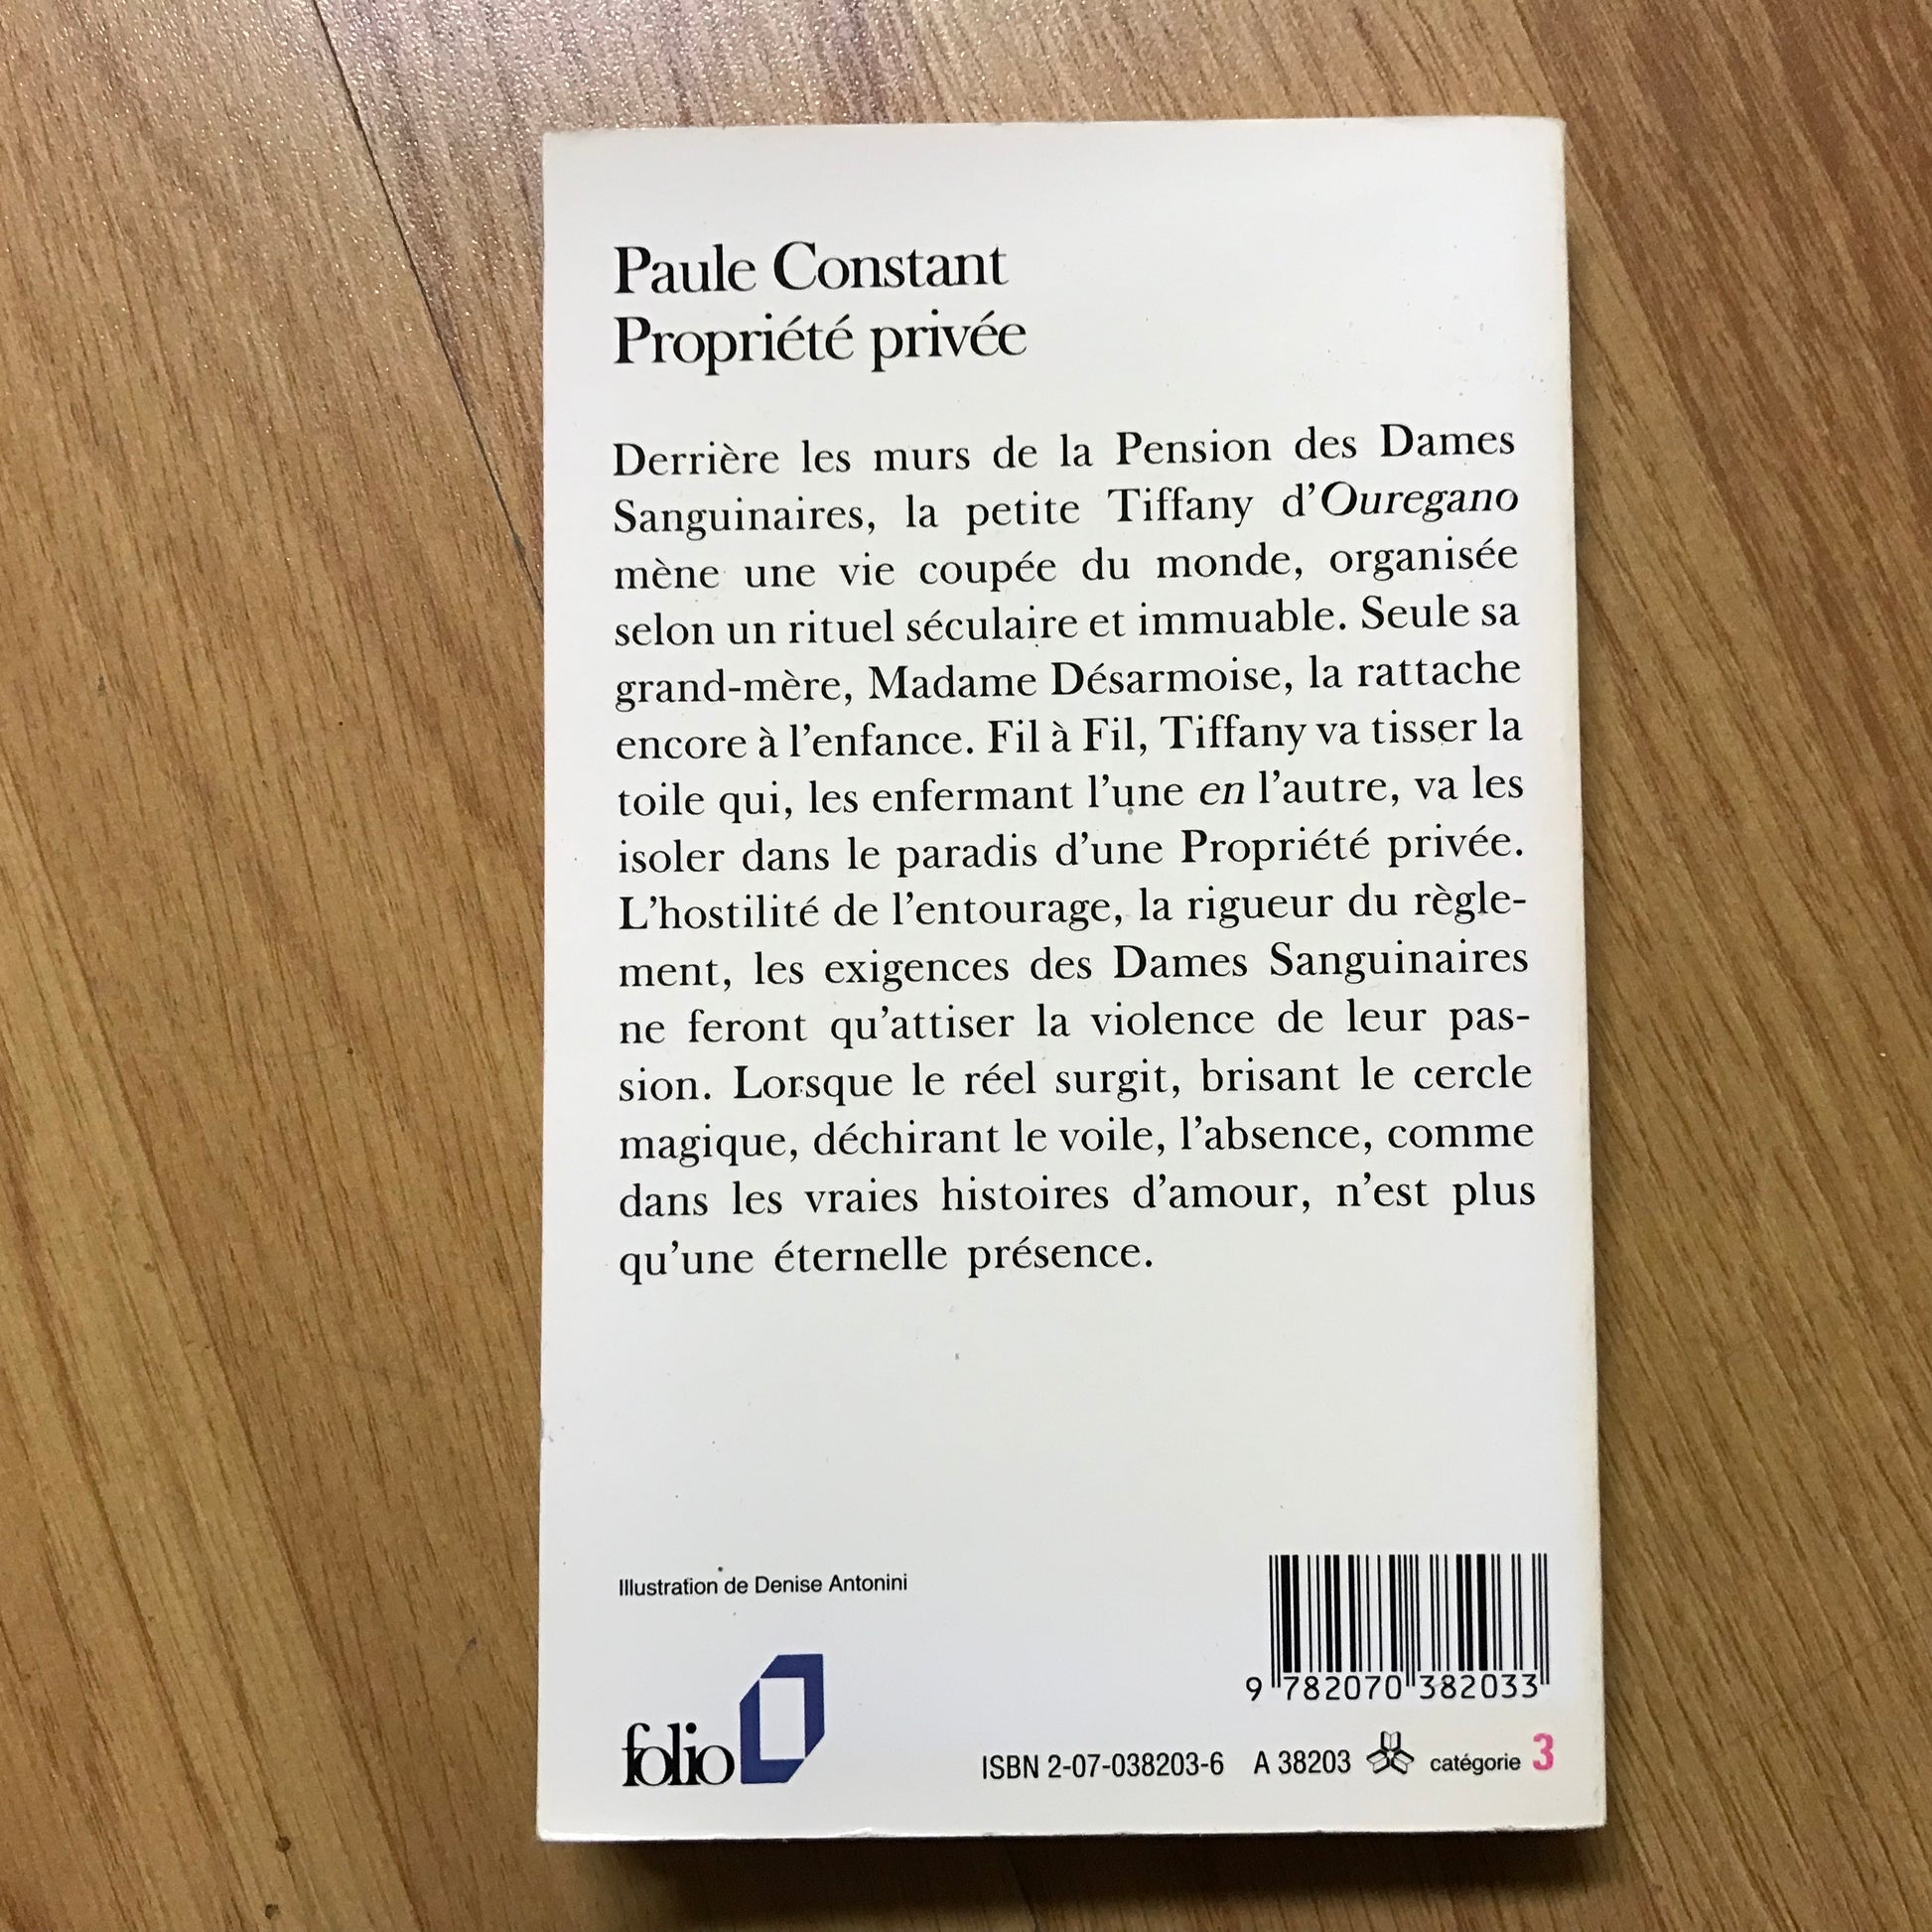 Paule Constant
Propriété privée
Derrière les murs de la Pension des Dames
Sanguinaires, la petite Tiffany d'Ouregano
mène une vie coupée du monde, organisée
selon un rituel séculaire et immuable. Seule sa
grand-mère, Madame Désarmoise, la rattache
encore à l'enfance. Fil à Fil, Tiffany va tisser la
toile qui, les enfermant l'une en l'autre, va les
isoler dans le paradis d'une Propriété privée.
L'hostilité de l'entourage, la rigueur du règle-
ment, les exigences des Dames Sanguinaires
ne feront qu'attiser la violence de leur pas-
sion. Lorsque le réel surgit, brisant le cercle
magique, déchirant le voile, l'absence, comme
dans les vraies histoires d'amour, n'est plus
qu'une éternelle présence.
Illustration de Denise Antonini
9 782070 382033
folio
ISBN 2-07-038203-6 A 38203 catégorie 3